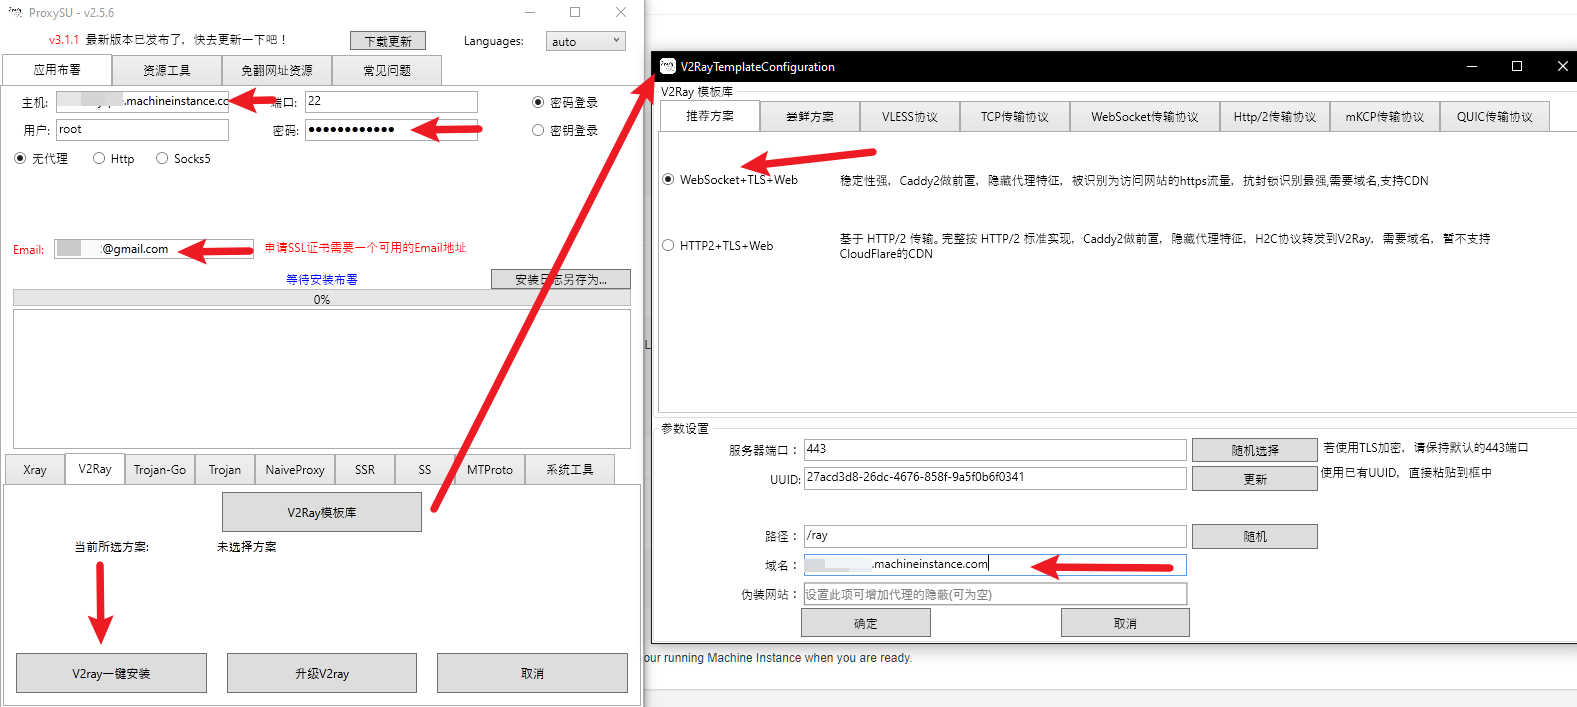 ProxySU - v2.5.6
v3.1.1 最新版本已发布了，快去更新一下吧！
下载更新
Languages:
auto
应用布署
资源工具
免翻网址资源
常见问题
主机:
.machineinstance.co
端口:
22
密码登录
用户:
root
密码:
●●●●●●●●●●●●
密钥登录
无代理
Http
Socks5
Email:
@gmail.com
申请SSL证书需要一个可用的Email地址
等待安装布署
安装日志另存为...
0%
Xray
V2Ray
Trojan-Go
Trojan
NaiveProxy
SSR
SS
MTProto
系统工具
V2Ray模板库
当前所选方案:
未选择方案
V2ray一键安装
升级V2ray
取消
V2RayTemplateConfiguration
V2Ray 模板库
推荐方案
尝鲜方案
VLESS协议
TCP传输协议
WebSocket传输协议
Http/2传输协议
mKCP传输协议
QUIC传输协议
WebSocket+TLS+Web
稳定性强，Caddy2做前置，隐藏代理特征，被识别为访问网站的https流量，抗封锁识别最强,需要域名,支持CDN
HTTP2+TLS+Web
基于 HTTP/2 传输。完整按 HTTP/2 标准实现，Caddy2做前置，隐藏代理特征，H2C协议转发到V2Ray，需要域名，暂不支持
CloudFlare的CDN
参数设置
服务器端口：
443
随机选择
若使用TLS加密，请保持默认的443端口
UUID:
27acd3d8-26dc-4676-858f-9a5f0b6f0341
更新
使用已有UUID，直接粘贴到框中
路径：
/ray
随机
域名：
.machineinstance.com
伪装网站：
设置此项可增加代理的隐蔽(可为空)
确定
取消
our running Machine Instance when you are ready.